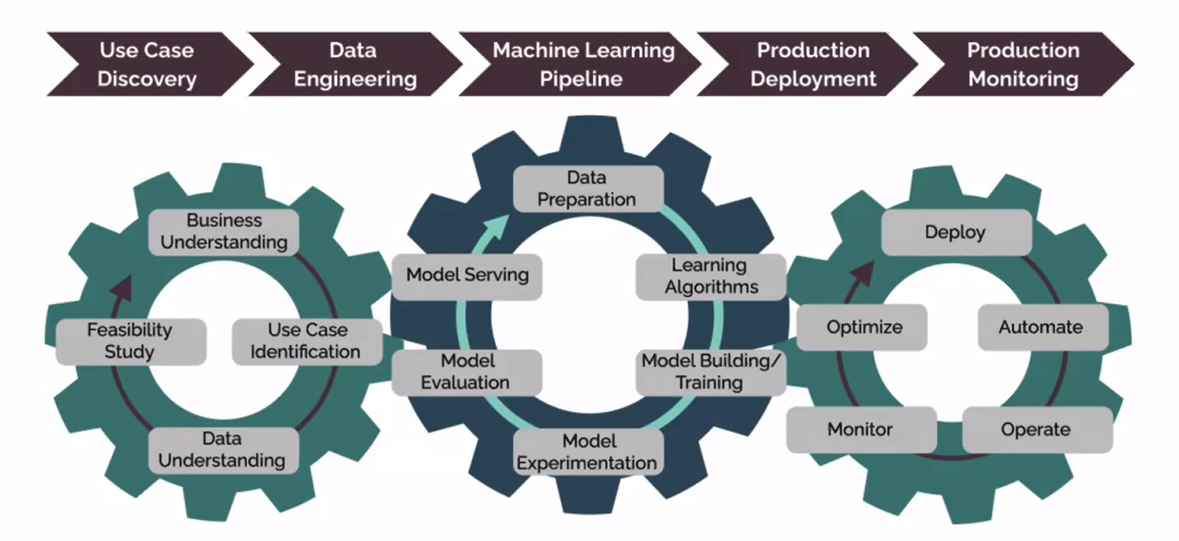 Use Case
Discovery
Data
Engineering
Machine Learning
Pipeline
Production
Deployment
Production
Monitoring
Business
Understanding
Use Case
Identification
Data
Understanding
Feasibility
Study
Data
Preparation
Learning
Algorithms
Model Building/
Training
Model
Experimentation
Model
Evaluation
Model Serving
Deploy
Automate
Operate
Monitor
Optimize